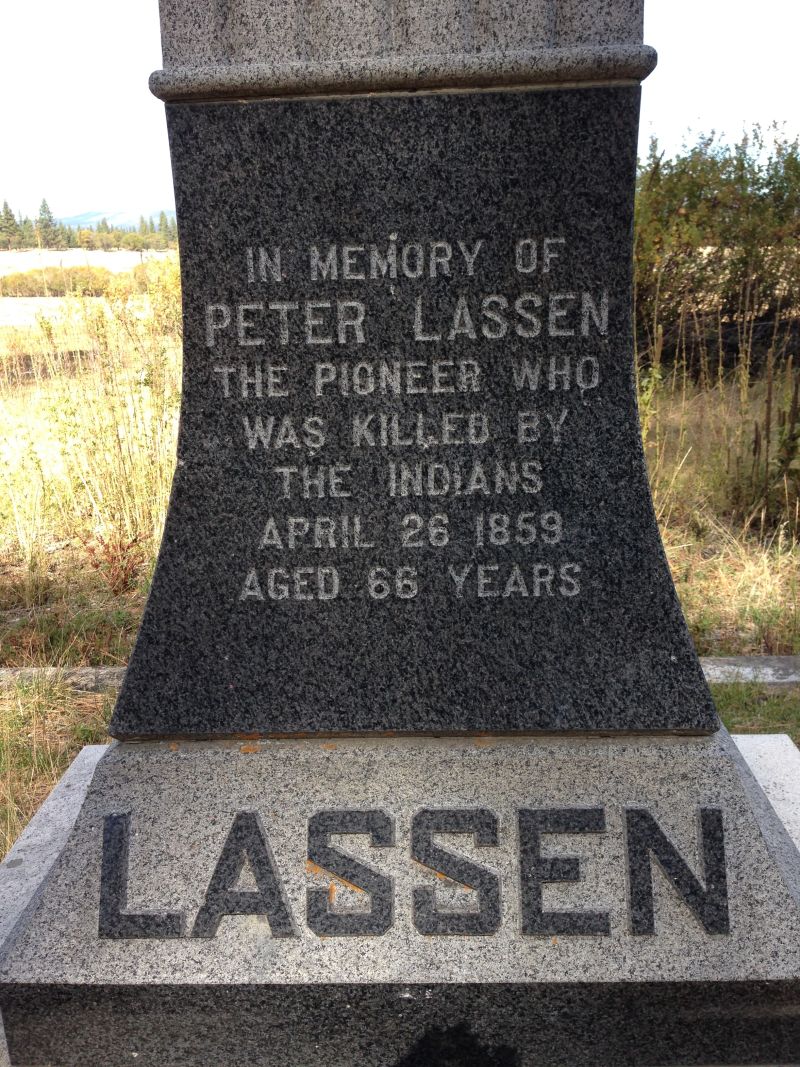 IN MEMORY OF
PETER LASSEN
THE PIONEER WHO
WAS KILLED BY
THE INDIANS
APRIL 26 1859
AGED 66 YEARS
LASSEN